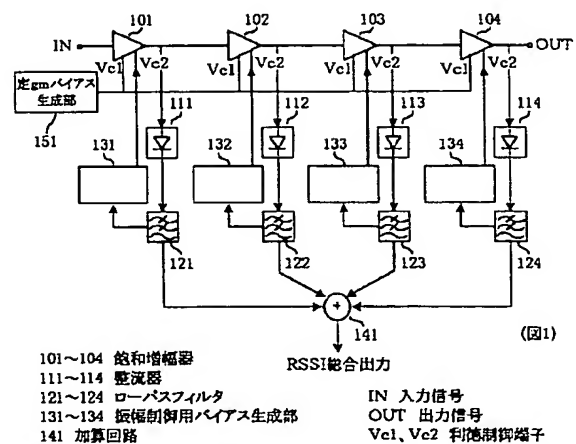 101 102 103 104
IN OUT
Vc1 Vc2 Vc1 Vc2 Vc1 Vc2 Vc1 Vc2
定gmバイアス
生成部
151
111 112 113 114
131 132 133 134
121 122 123 124
+
141
RSSI総合出力
(図1)
101～104 飽和増幅器
111～114 整流器
121～124 ローパスフィルタ
131～134 振幅制御用バイアス生成部
141 加算回路
IN 入力信号
OUT 出力信号
Vc1、Vc2 利得制御端子